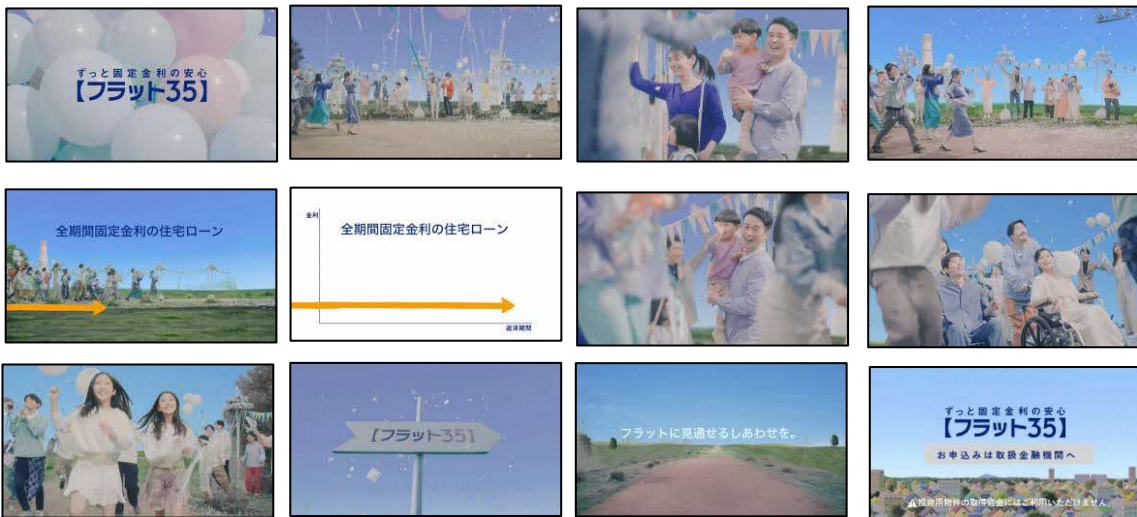 ずっと固定金利の安心
【フラット35】
全期間固定金利の住宅ローン
金利
全期間固定金利の住宅ローン
返済期間
【フラット35】
フラットに見通せるしあわせを。
ずっと固定金利の安心
【フラット35】
お申込みは取扱金融機関へ
⚠投資用物件の取得資金にはご利用いただけません。